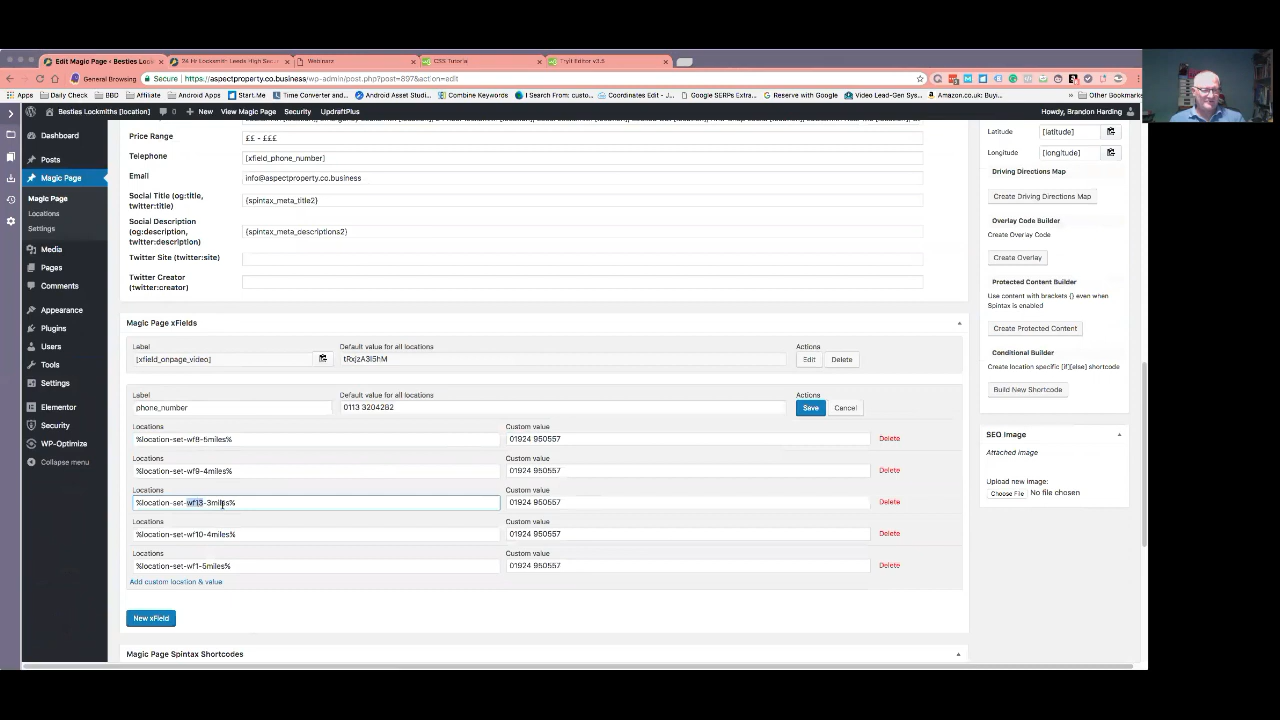 Edit Magic Page ‹ Besties Lock
24 Hr Locksmith Leeds High Sec
Webinarz
CSS Tutorial
Tryit Editor v3.5
General Browsing
Secure
https://aspectproperty.co.business/wp-admin/post.php?post=897&action=edit
Apps
Daily Check
BBD
Affiliation
Android Asset Studi...
Start.Me
Android Apps
Combine Keywords
I Search From: custo...
Coordinates Edit - J...
Google SERPs Extra...
Reserve with Google
Video Lead-Gen Sy...
Amazon.co.uk: Buyi...
Other Bookmarks
Besties Locksmiths [location]
0
New
View Magic Page
Security
UpdraftPlus
Howdy, Brandon Harding
Dashboard
Posts
Magic Page
Magic Page
Locations
Settings
Media
Pages
Comments
Appearance
Plugins
Users
Tools
Settings
Elementor
Security
WP-Optimize
Collapse menu
Price Range
££ - £££
Telephone
[xfield_phone_number]
Email
info@aspectproperty.co.business
Social Title (og:title,
twitter:title)
{spintax_meta_title2}
Social Description
(og:description,
twitter:description)
{spintax_meta_descriptions2}
Twitter Site (twitter:site)
Twitter Creator
(twitter:creator)
Magic Page xFields
Label
Default value for all locations
Actions
[xfield_onpage_video]
tRxjzA3I5hM
Edit
Delete
Label
Default value for all locations
Actions
phone_number
0113 3204282
Save
Cancel
Locations
Custom value
%location-set-wf8-5miles%
01924 950557
Delete
Locations
Custom value
%location-set-wf9-4miles%
01924 950557
Delete
Locations
Custom value
%location-set-wf13-3miles%
01924 950557
Delete
Locations
Custom value
%location-set-wf10-4miles%
01924 950557
Delete
Locations
Custom value
%location-set-wf1-5miles%
01924 950557
Delete
Add custom location & value
New xField
Magic Page Spintax Shortcodes
Latitude
[latitude]
Longitude
[longitude]
Driving Directions Map
Create Driving Directions Map
Overlay Code Builder
Create Overlay Code
Create Overlay
Protected Content Builder
Use content with brackets {} even when
Spintax is enabled
Create Protected Content
Conditional Builder
Create location specific [if][else] shortcode
Build New Shortcode
SEO Image
Attached image
Upload new image:
Choose File
No file chosen